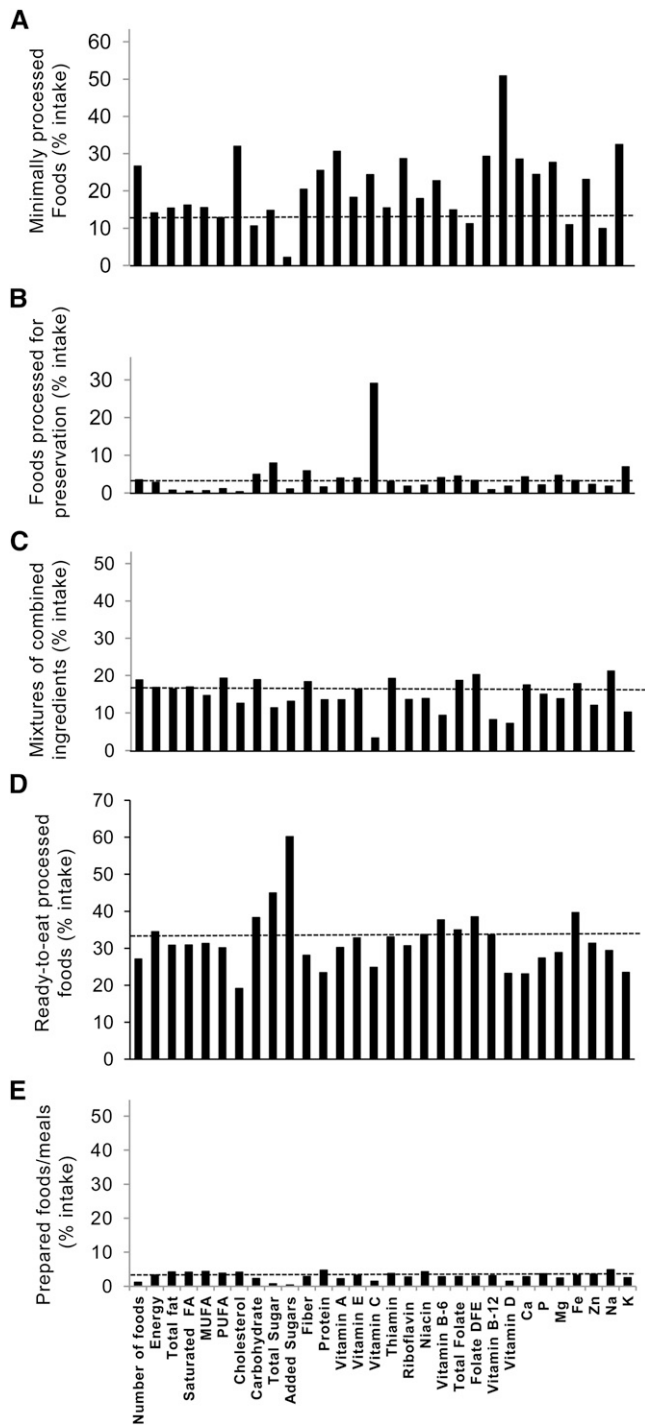 A
Minimally processed
Foods (% intake)
60
50
40
30
20
10
0
B
Foods processed for
preservation (% intake)
30
20
10
0
C
Mixtures of combined
ingredients (% intake)
50
40
30
20
10
0
D
Ready-to-eat processed
foods (% intake)
70
60
50
40
30
20
10
0
E
Prepared foods/meals
(% intake)
50
40
30
20
10
0
Number of foods
Energy
Total fat
Saturated FA
MUFA
PUFA
Cholesterol
Carbohydrate
Total Sugar
Added Sugars
Fiber
Protein
Vitamin A
Vitamin E
Vitamin C
Thiamin
Riboflavin
Niacin
Vitamin B-6
Total Folate
Folate DFE
Vitamin B-12
Vitamin D
Ca
P
Mg
Fe
Zn
Na
K